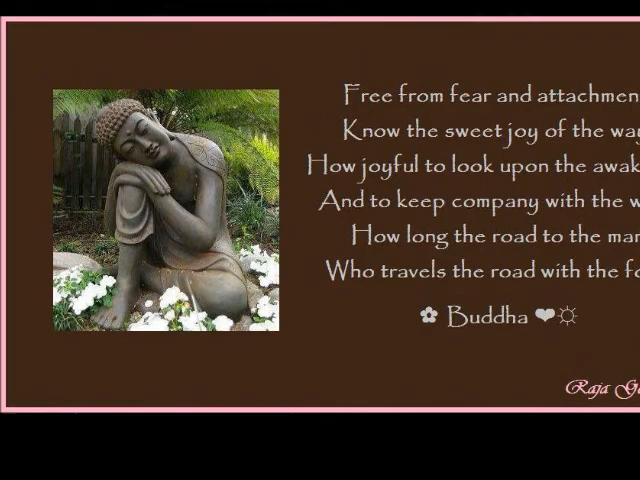 Free from fear and attachmen
Know the sweet joy of the way
How joyful to look upon the awak
And to keep company with the w
How long the road to the man
Who travels the road with the fo
✿ Buddha ❤☼
Raja G